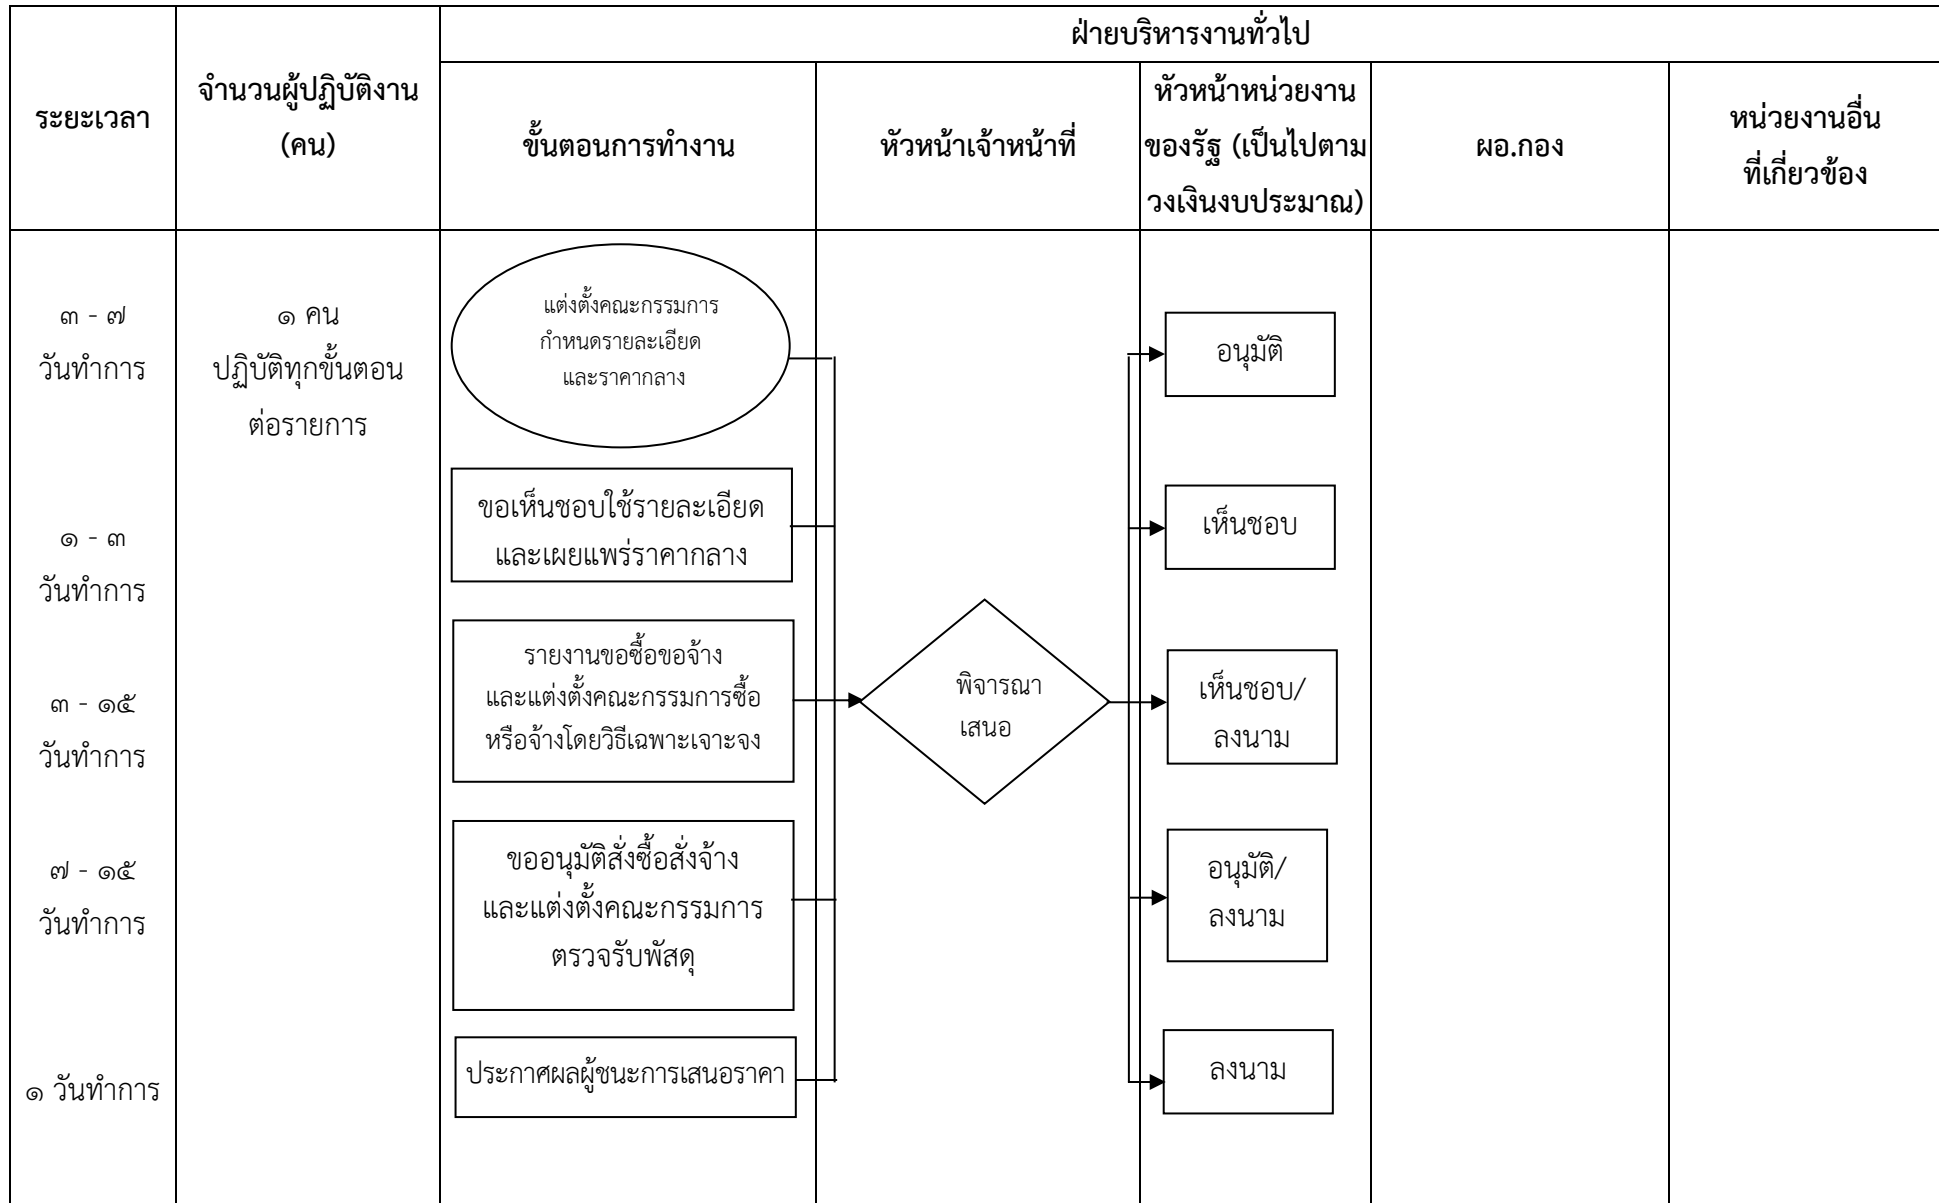 ฝ่ายบริหารงานทั่วไป
ระยะเวลา
จำนวนผู้ปฏิบัติงาน
(คน)
ขั้นตอนการทำงาน
หัวหน้าเจ้าหน้าที่
หัวหน้าหน่วยงาน
ของรัฐ (เป็นไปตาม
วงเงินงบประมาณ)
ผอ.กอง
หน่วยงานอื่น
ที่เกี่ยวข้อง
๓ - ๗
วันทำการ
๑ คน
ปฏิบัติทุกขั้นตอน
ต่อรายการ
แต่งตั้งคณะกรรมการ
กำหนดรายละเอียด
และราคากลาง
อนุมัติ
๑ - ๓
วันทำการ
ขอเห็นชอบใช้รายละเอียด
และเผยแพร่ราคากลาง
เห็นชอบ
๓ - ๑๕
วันทำการ
รายงานขอซื้อขอจ้าง
และแต่งตั้งคณะกรรมการซื้อ
หรือจ้างโดยวิธีเฉพาะเจาะจง
พิจารณา
เสนอ
เห็นชอบ/
ลงนาม
๗ - ๑๕
วันทำการ
ขออนุมัติสั่งซื้อสั่งจ้าง
และแต่งตั้งคณะกรรมการ
ตรวจรับพัสดุ
อนุมัติ/
ลงนาม
๑ วันทำการ
ประกาศผลผู้ชนะการเสนอราคา
ลงนาม